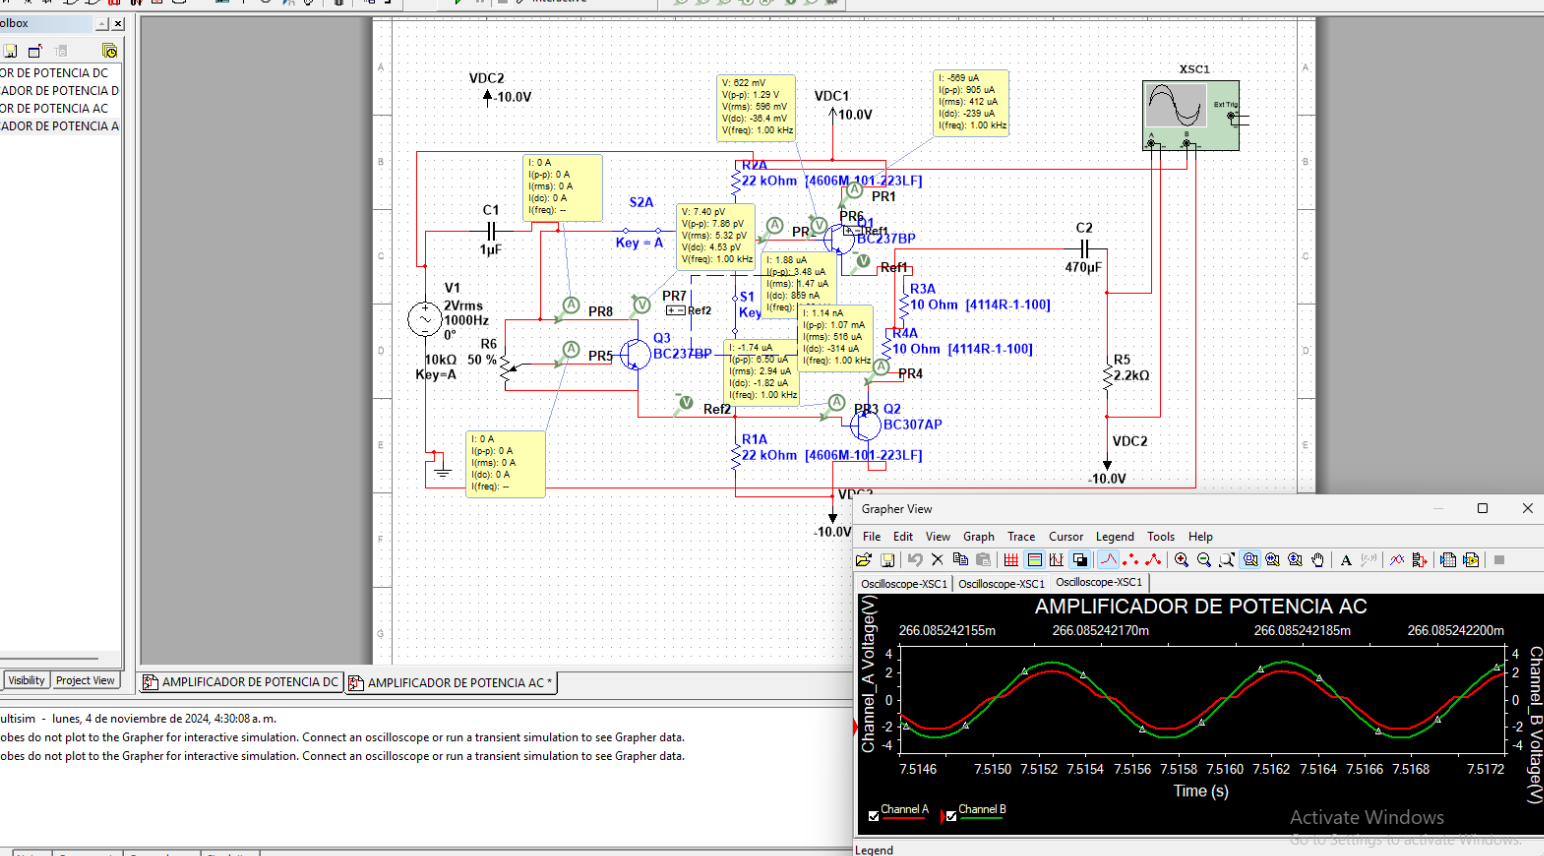 olbox
OR DE POTENCIA DC
CADOR DE POTENCIA D
OR DE POTENCIA AC
ADOR DE POTENCIA A
Visibility
Project View
A
B
C
D
E
F
G
A
B
C
D
E
VDC2
-10.0V
V: 622 mV
V(p-p): 1.29 V
V(rms): 596 mV
V(dc): -36.4 mV
V(freq): 1.00 kHz
VDC1
10.0V
I: -569 uA
I(p-p): 905 uA
I(rms): 412 uA
I(dc): -239 uA
I(freq): 1.00 kHz
XSC1
Ext Trig
A
B
I: 0 A
I(p-p): 0 A
I(rms): 0 A
I(dc): 0 A
I(freq): --
R2A
22 kOhm [4606M-101-223LF]
PR1
S2A
Key = A
V: 7.40 pV
V(p-p): 7.86 pV
V(rms): 5.32 pV
V(dc): 4.53 pV
V(freq): 1.00 kHz
PR6
Ref1
Q1
BC237BP
C1
1µF
C2
470µF
Ref1
I: 1.88 uA
I(p-p): 3.48 uA
I(rms): 1.47 uA
I(dc): 869 nA
I(freq):
V1
2Vrms
1000Hz
0°
R3A
10 Ohm [4114R-1-100]
PR7
Ref2
PR8
S1
Key
I: 1.14 nA
I(p-p): 1.07 mA
I(rms): 516 uA
I(dc): -314 uA
I(freq): 1.00 kHz
R4A
10 Ohm [4114R-1-100]
R6
50 %
10kΩ
Key=A
PR5
Q3
BC237BP
I: -1.74 uA
I(p-p): 6.50 uA
I(rms): 2.94 uA
I(dc): -1.82 uA
I(freq): 1.00 kHz
PR4
R5
2.2kΩ
Ref2
PR3
Q2
BC307AP
I: 0 A
I(p-p): 0 A
I(rms): 0 A
I(dc): 0 A
I(freq): --
R1A
22 kOhm [4606M-101-223LF]
VDC2
-10.0V
VDC2
-10.0V
AMPLIFICADOR DE POTENCIA DC
AMPLIFICADOR DE POTENCIA AC *
ultisim - lunes, 4 de noviembre de 2024, 4:30:08 a. m.
obes do not plot to the Grapher for interactive simulation. Connect an oscilloscope or run a transient simulation to see Grapher data.
obes do not plot to the Grapher for interactive simulation. Connect an oscilloscope or run a transient simulation to see Grapher data.
Grapher View
File Edit View Graph Trace Cursor Legend Tools Help
Oscilloscope-XSC1
Oscilloscope-XSC1
Oscilloscope-XSC1
AMPLIFICADOR DE POTENCIA AC
266.085242155m 266.085242170m 266.085242185m 266.085242200m
Channel_A Voltage(V)
4
2
0
-2
-4
4
2
0
-2
-4
Channel_B Voltage(V)
7.5146 7.5150 7.5152 7.5154 7.5156 7.5158 7.5160 7.5162 7.5164 7.5166 7.5168 7.5172
Time (s)
Channel A
Channel B
Activate Windows
Go to Settings to activate Windows.
Legend